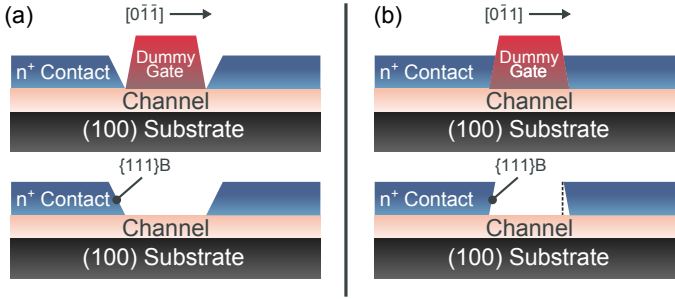 (a)
[01̄1̄]
Dummy
Gate
n⁺ Contact
Channel
(100) Substrate
{111}B
n⁺ Contact
Channel
(100) Substrate
(b)
[01̄1̄]
Dummy
Gate
n⁺ Contact
Channel
(100) Substrate
{111}B
n⁺ Contact
Channel
(100) Substrate